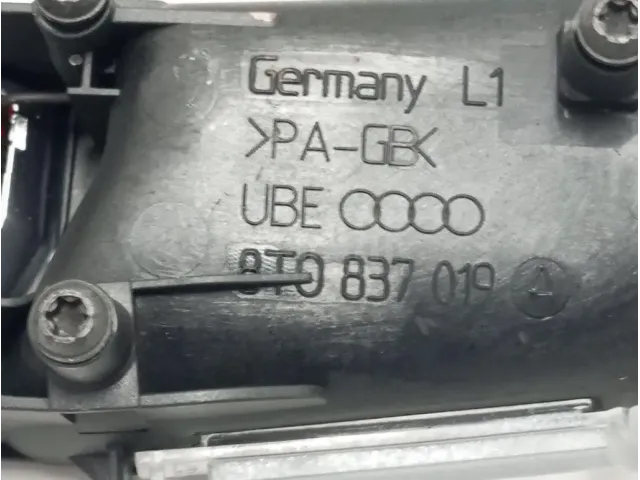 Germany L1
>PA-GB<
UBE
8T0 837 019 A